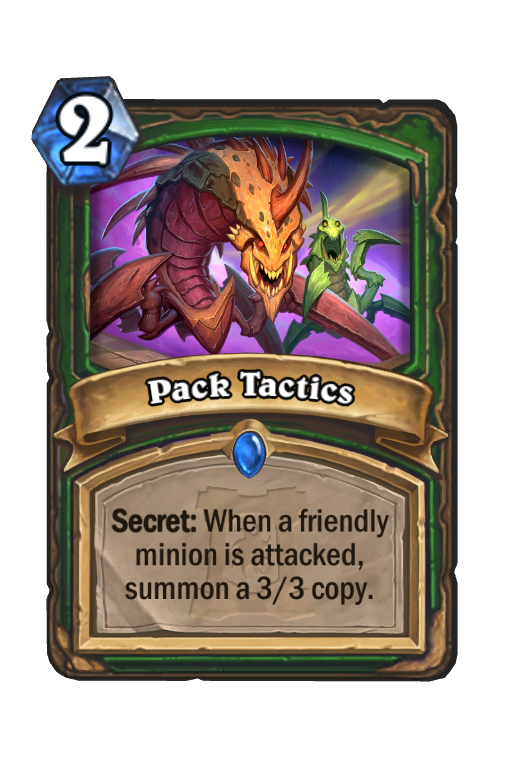 2
Pack Tactics
Secret: When a friendly
minion is attacked,
summon a 3/3 copy.